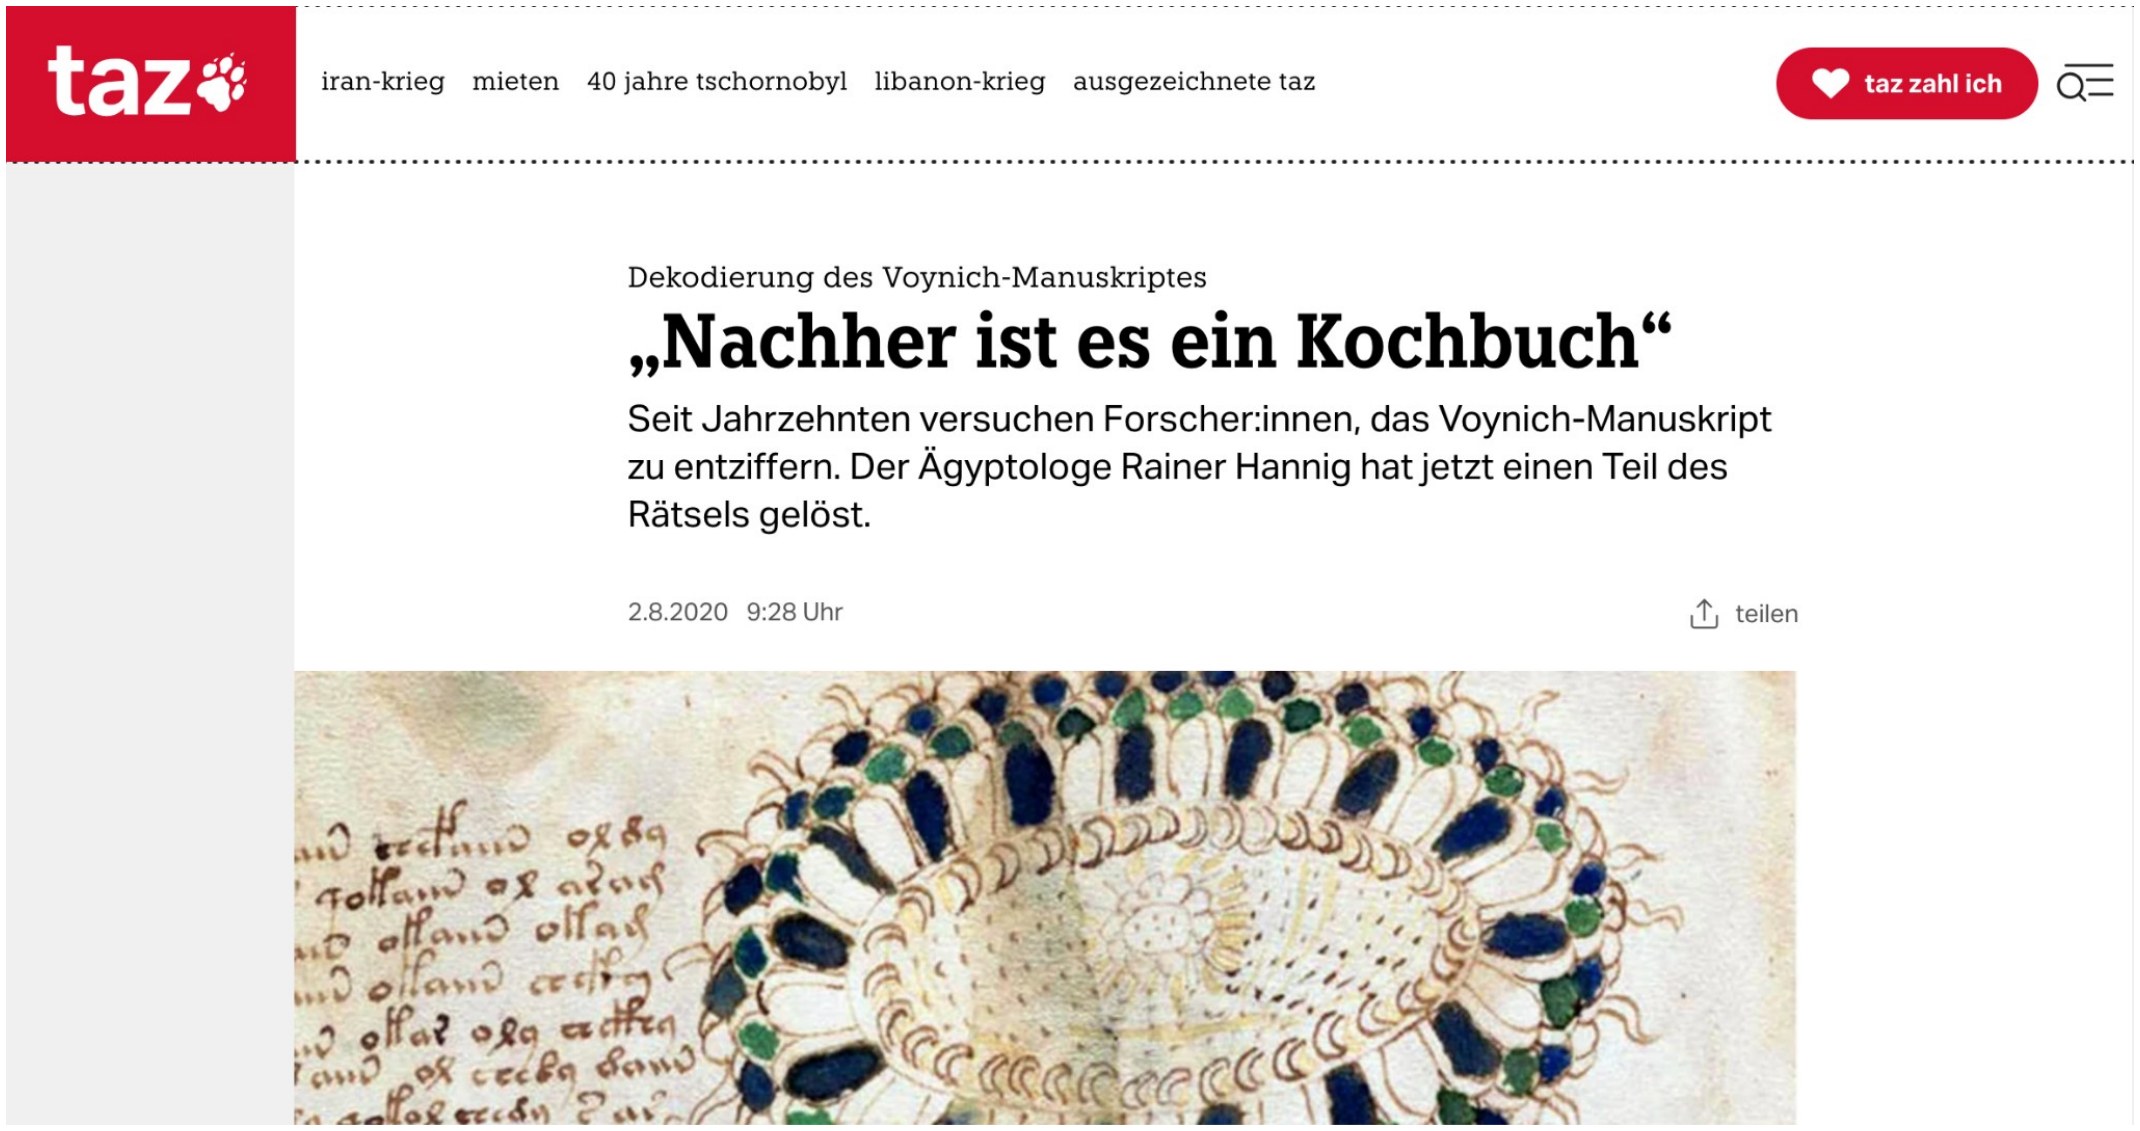 taz
iran-krieg mieten 40 jahre tschornobyl libanon-krieg ausgezeichnete taz
taz zahl ich
Dekodierung des Voynich-Manuskriptes
„Nachher ist es ein Kochbuch“
Seit Jahrzehnten versuchen Forscher:innen, das Voynich-Manuskript
zu entziffern. Der Ägyptologe Rainer Hannig hat jetzt einen Teil des
Rätsels gelöst.
2.8.2020 9:28 Uhr
teilen